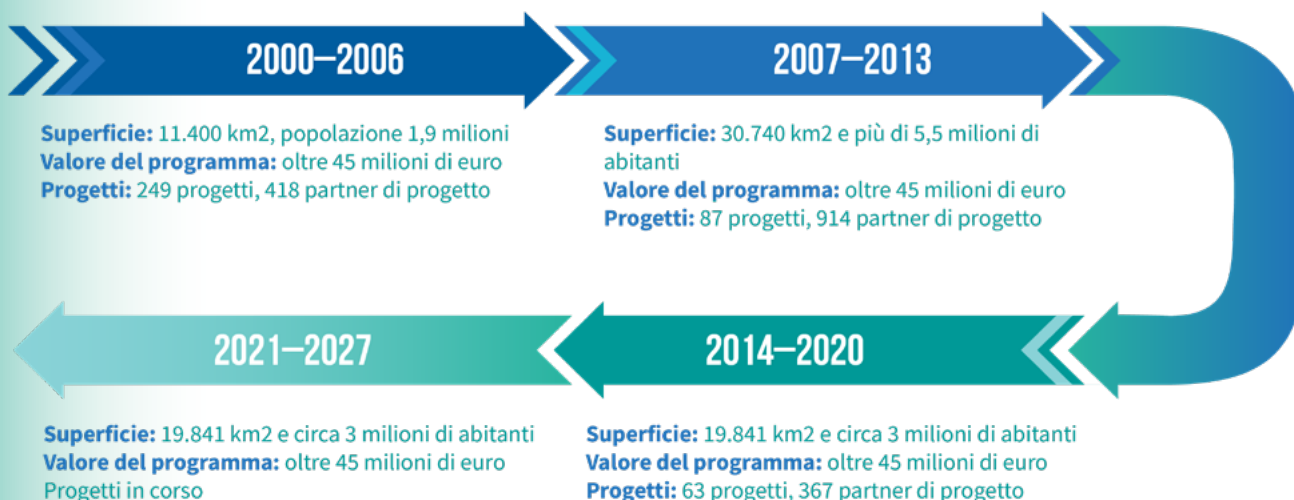 2000–2006
Superficie: 11.400 km2, popolazione 1,9 milioni
Valore del programma: oltre 45 milioni di euro
Progetti: 249 progetti, 418 partner di progetto
2007–2013
Superficie: 30.740 km2 e più di 5,5 milioni di
abitanti
Valore del programma: oltre 45 milioni di euro
Progetti: 87 progetti, 914 partner di progetto
2014–2020
Superficie: 19.841 km2 e circa 3 milioni di abitanti
Valore del programma: oltre 45 milioni di euro
Progetti: 63 progetti, 367 partner di progetto
2021–2027
Superficie: 19.841 km2 e circa 3 milioni di abitanti
Valore del programma: oltre 45 milioni di euro
Progetti in corso